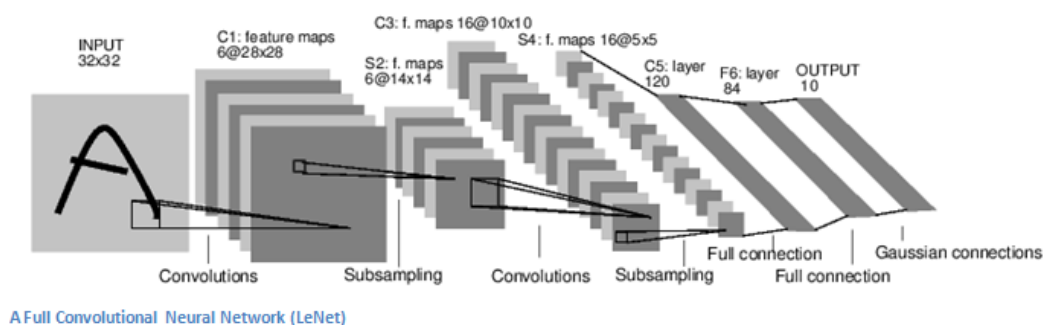 INPUT
32x32
C1: feature maps
6@28x28
S2: f. maps
6@14x14
C3: f. maps 16@10x10
S4: f. maps 16@5x5
C5: layer
120
F6: layer
84
OUTPUT
10
Convolutions
Subsampling
Convolutions
Subsampling
Full connection
Full connection
Gaussian connections
A Full Convolutional Neural Network (LeNet)